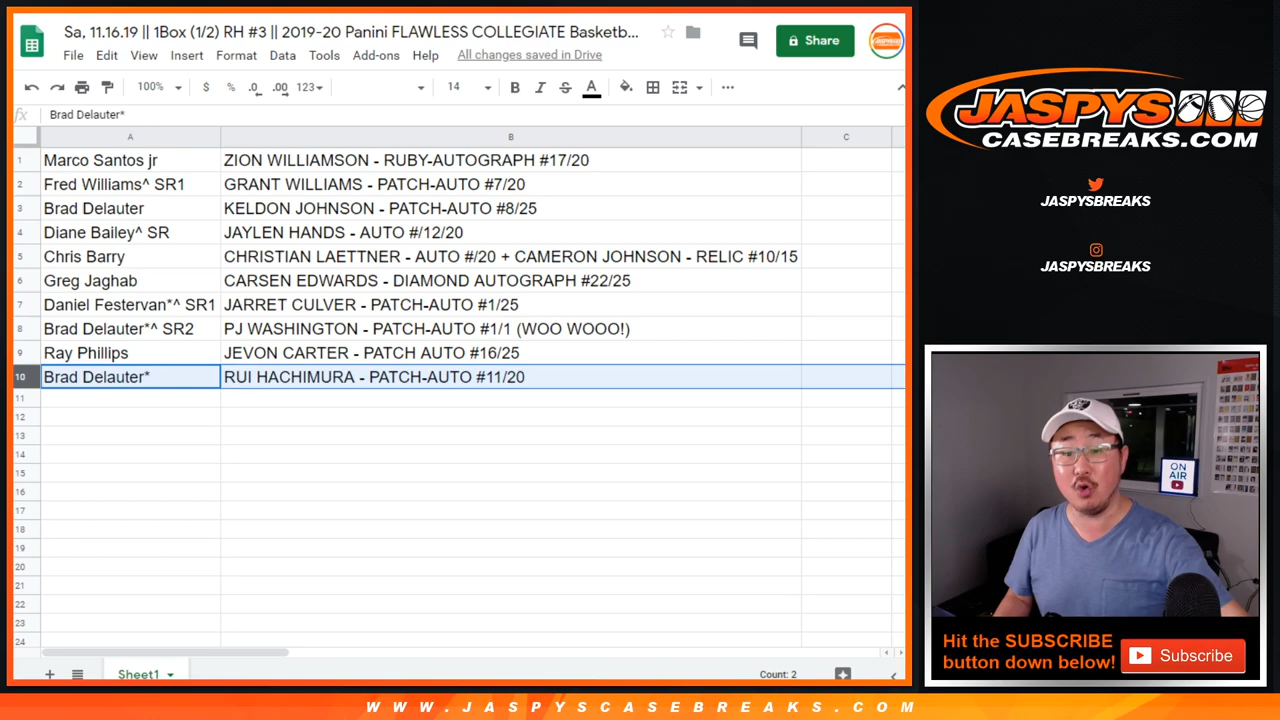 Sa, 11.16.19 || 1Box (1/2) RH #3 || 2019-20 Panini FLAWLESS COLLEGIATE Basketb...
File Edit View Insert Format Data Tools Add-ons Help All changes saved in Drive
Share
100% $ % .0 .00 123 14 B I S A ...
fx Brad Delauter*
A B C
1 Marco Santos jr ZION WILLIAMSON - RUBY-AUTOGRAPH #17/20
2 Fred Williams^ SR1 GRANT WILLIAMS - PATCH-AUTO #7/20
3 Brad Delauter KELDON JOHNSON - PATCH-AUTO #8/25
4 Diane Bailey^ SR JAYLEN HANDS - AUTO #/12/20
5 Chris Barry CHRISTIAN LAETTNER - AUTO #/20 + CAMERON JOHNSON - RELIC #10/15
6 Greg Jaghab CARSEN EDWARDS - DIAMOND AUTOGRAPH #22/25
7 Daniel Festervan*^ SR1 JARRET CULVER - PATCH-AUTO #1/25
8 Brad Delauter*^ SR2 PJ WASHINGTON - PATCH-AUTO #1/1 (WOO WOOO!)
9 Ray Phillips JEVON CARTER - PATCH AUTO #16/25
10 Brad Delauter* RUI HACHIMURA - PATCH-AUTO #11/20
11
12
13
14
15
16
17
18
19
20
21
22
23
24
Sheet1 Count: 2
JASPYS
CASEBREAKS.COM
JASPYSBREAKS
JASPYSBREAKS
ON
AIR
Hit the SUBSCRIBE
button down below!
Subscribe
WWW.JASPYSCASEBREAKS.COM